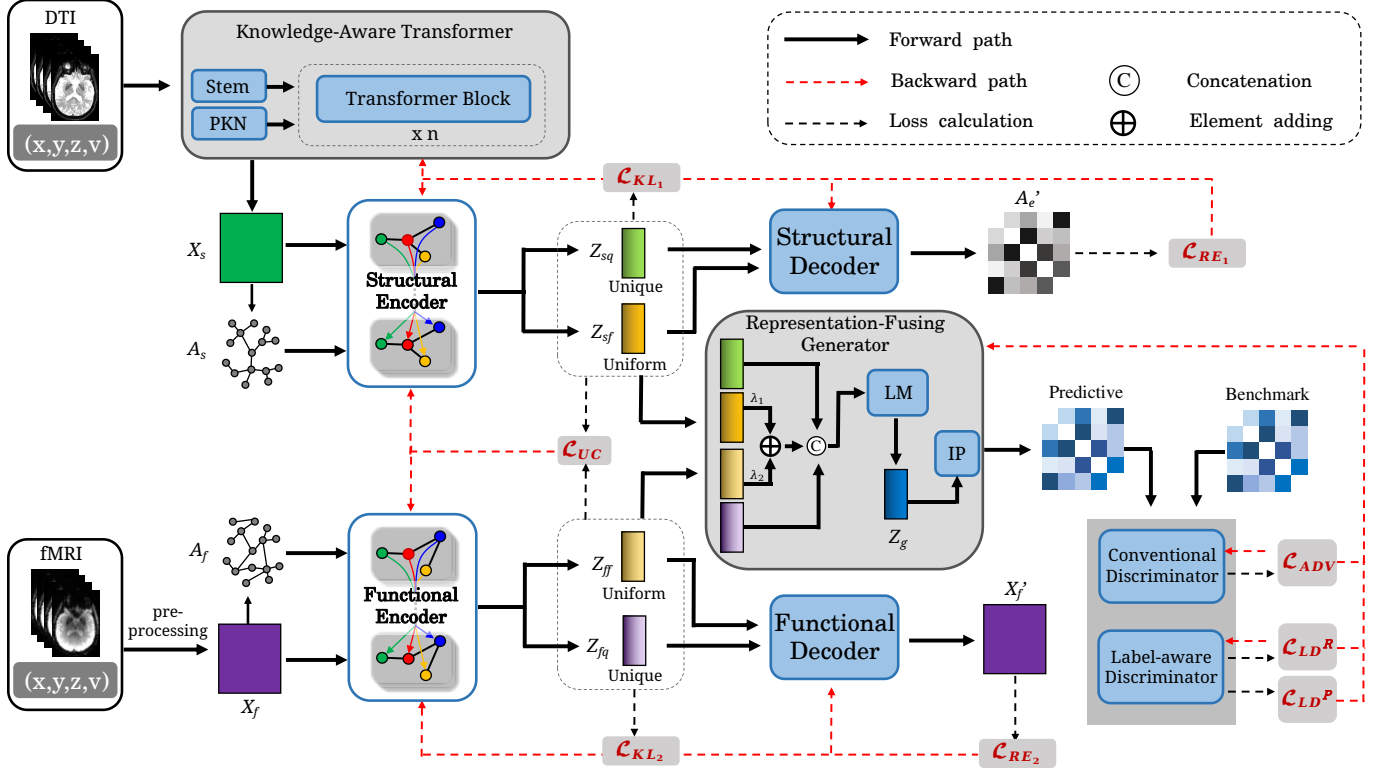 DTI
(x,y,z,v)
Knowledge-Aware Transformer
Stem
PKN
Transformer Block
x n
Forward path
Backward path
Loss calculation
C
Concatenation
Element adding
X_s
A_s
Structural
Encoder
Z_sq
Unique
Z_sf
Uniform
ℒ_KL₁
Structural
Decoder
A_e'
ℒ_RE₁
ℒ_UC
Representation-Fusing
Generator
λ₁
λ₂
C
LM
Z_g
IP
Predictive
Benchmark
fMRI
(x,y,z,v)
pre-
processing
A_f
X_f
Functional
Encoder
Z_ff
Uniform
Z_fq
Unique
ℒ_KL₂
Functional
Decoder
X_f'
ℒ_RE₂
Conventional
Discriminator
Label-aware
Discriminator
ℒ_ADV
ℒ_LD^R
ℒ_LD^P